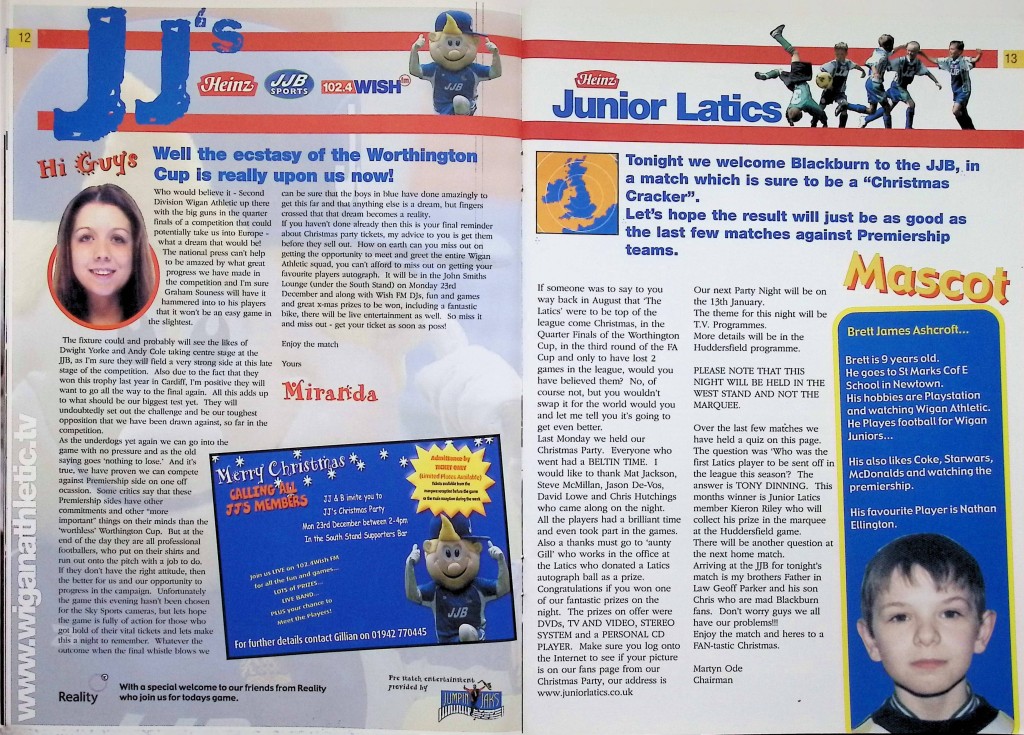 12
JJ's
Heinz
JJB
SPORTS
102.4 WISH fm
JJB
Hi Guys
Well the ecstasy of the Worthington
Cup is really upon us now!
Who would believe it - Second
Division Wigan Athletic up there
with the big guns in the quarter
finals of a competition that could
potentially take us into Europe -
what a dream that would be!
The national press can't help
to be amazed by what great
progress we have made in
the competition and I'm sure
Graham Souness will have it
hammered into to his players
that it won't be an easy game in
the slightest.
The fixture could and probably will see the likes of
Dwight Yorke and Andy Cole taking centre stage at the
JJB, as I'm sure they will field a very strong side at this late
stage of the competition. Also due to the fact that they
won this trophy last year in Cardiff, I'm positive they will
want to go all the way to the final again. All this adds up
to what should be our biggest test yet. They will
undoubtedly set out the challenge and be our toughest
opposition that we have been drawn against, so far in the
competition.
As the underdogs yet again we can go into the
game with no pressure and as the old
saying goes 'nothing to lose.' And it's
true, we have proven we can compete
against Premiership side on one off
ocassion. Some critics say that these
Premiership sides have other
commitments and other "more
important" things on their minds than the
'worthless' Worthington Cup. But at the
end of the day they are all professional
footballers, who put on their shirts and
run out onto the pitch with a job to do.
If they don't have the right attitude, then
the better for us and our opportunity to
progress in the campaign. Unfortunately
the game this evening hasn't been chosen
for the Sky Sports cameras, but lets hope
the game is fully of action for those who
got hold of their vital tickets and lets make
this a night to remember. Whatever the
outcome when the final whistle blows we
can be sure that the boys in blue have done amazingly to
get this far and that anything else is a dream, but fingers
crossed that that dream becomes a reality.
If you haven't done already then this is your final reminder
about Christmas party tickets, my advice to you is get them
before they sell out. How on earth can you miss out on
getting the opportunity to meet and greet the entire Wigan
Athletic squad, you can't afford to miss out on getting your
favourite players autograph. It will be in the John Smiths
Lounge (under the South Stand) on Monday 23rd
December and along with Wish FM DJs, fun and games
and great x-mas prizes to be won, including a fantastic
bike, there will be live entertainment as well. So miss it
and miss out - get your ticket as soon as poss!
Enjoy the match
Yours
Miranda
Merry Christmas
CALLING ALL
JJ'S MEMBERS
JJ & B invite you to
JJ's Christmas Party
Mon 23rd December between 2-4pm
In the South Stand Supporters Bar
Join us LIVE on 102.4Wish FM
for all the fun and games...
LOTS of PRIZES...
LIVE BAND...
PLUS your chance to
Meet the Players!
For further details contact Gillian on 01942 770445
Admittance by
TICKET ONLY
(Limited Places Available)
JJB
www.wiganathletic.tv
Reality
With a special welcome to our friends from Reality
who join us for todays game.
Pre match entertainment
provided by
JUMPIN JAKS
13
Heinz
Junior Latics
Tonight we welcome Blackburn to the JJB, in
a match which is sure to be a "Christmas
Cracker".
Let's hope the result will just be as good as
the last few matches against Premiership
teams.
If someone was to say to you
way back in August that 'The
Latics' were to be top of the
league come Christmas, in the
Quarter Finals of the Worthington
Cup, in the third round of the FA
Cup and only to have lost 2
games in the league, would you
have believed them? No, of
course not, but you wouldn't
swap it for the world would you
and let me tell you it's going to
get even better.
Last Monday we held our
Christmas Party. Everyone who
went had a BELTIN TIME. I
would like to thank Mat Jackson,
Steve McMillan, Jason De-Vos,
David Lowe and Chris Hutchings
who came along on the night.
All the players had a brilliant time
and even took part in the games.
Also a thanks must go to 'aunty
Gill' who works in the office at
the Latics who donated a Latics
autograph ball as a prize.
Congratulations if you won one
of our fantastic prizes on the
night. The prizes on offer were
DVDs, TV AND VIDEO, STEREO
SYSTEM and a PERSONAL CD
PLAYER. Make sure you log onto
the Internet to see if your picture
is on our fans page from our
Christmas Party, our address is
www.juniorlatics.co.uk
Our next Party Night will be on
the 13th January.
The theme for this night will be
T.V. Programmes.
More details will be in the
Huddersfield programme.
PLEASE NOTE THAT THIS
NIGHT WILL BE HELD IN THE
WEST STAND AND NOT THE
MARQUEE.
Over the last few matches we
have held a quiz on this page.
The question was 'Who was the
first Latics player to be sent off in
the league this season? The
answer is TONY DINNING. This
months winner is Junior Latics
member Kieron Riley who will
collect his prize in the marquee
at the Huddersfield game.
There will be another question at
the next home match.
Arriving at the JJB for tonight's
match is my brothers Father in
Law Geoff Parker and his son
Chris who are mad Blackburn
fans. Don't worry guys we all
have our problems!!!
Enjoy the match and heres to a
FAN-tastic Christmas.
Martyn Ode
Chairman
Mascot
Brett James Ashcroft...
Brett is 9 years old.
He goes to St Marks Cof E
School in Newtown.
His hobbies are Playstation
and watching Wigan Athletic.
He Playes football for Wigan
Juniors...
His also likes Coke, Starwars,
McDonalds and watching the
premiership.
His favourite Player is Nathan
Ellington.